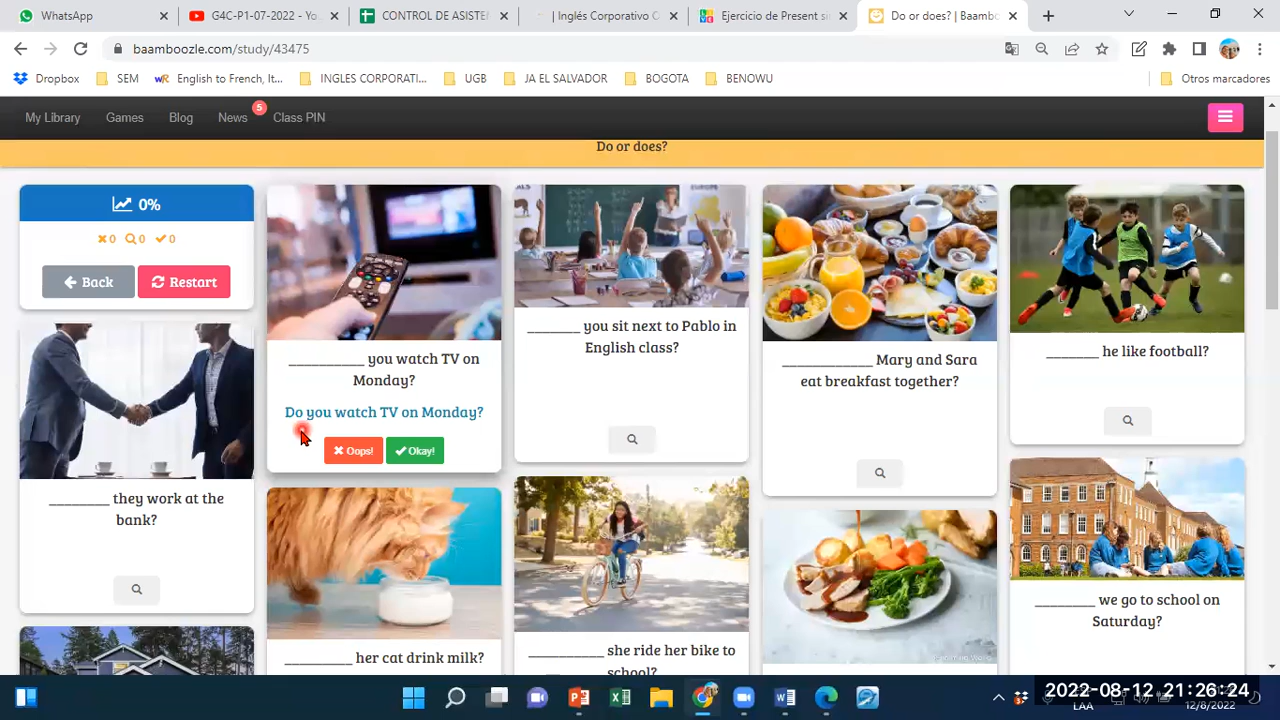 WhatsApp
G4C-P1-07-2022 - Yo
CONTROL DE ASISTE
| Inglés Corporativo C
Ejercicio de Present si
Do or does? | Baambo
baamboozle.com/study/43475
Dropbox
SEM
English to French, It...
INGLES CORPORATI...
UGB
JA EL SALVADOR
BOGOTA
BENOWU
Otros marcadores
My Library
Games
Blog
News
5
Class PIN
Do or does?
0%
0 0 0
Back
Restart
__________ you watch TV on
Monday?
Do you watch TV on Monday?
Oops!
Okay!
_______ you sit next to Pablo in
English class?
____________ Mary and Sara
eat breakfast together?
_______ he like football?
________ they work at the
bank?
_________ her cat drink milk?
__________ she ride her bike to
school?
________ we go to school on
Saturday?
2022-08-12 21:26:24
LAA
12/8/2022